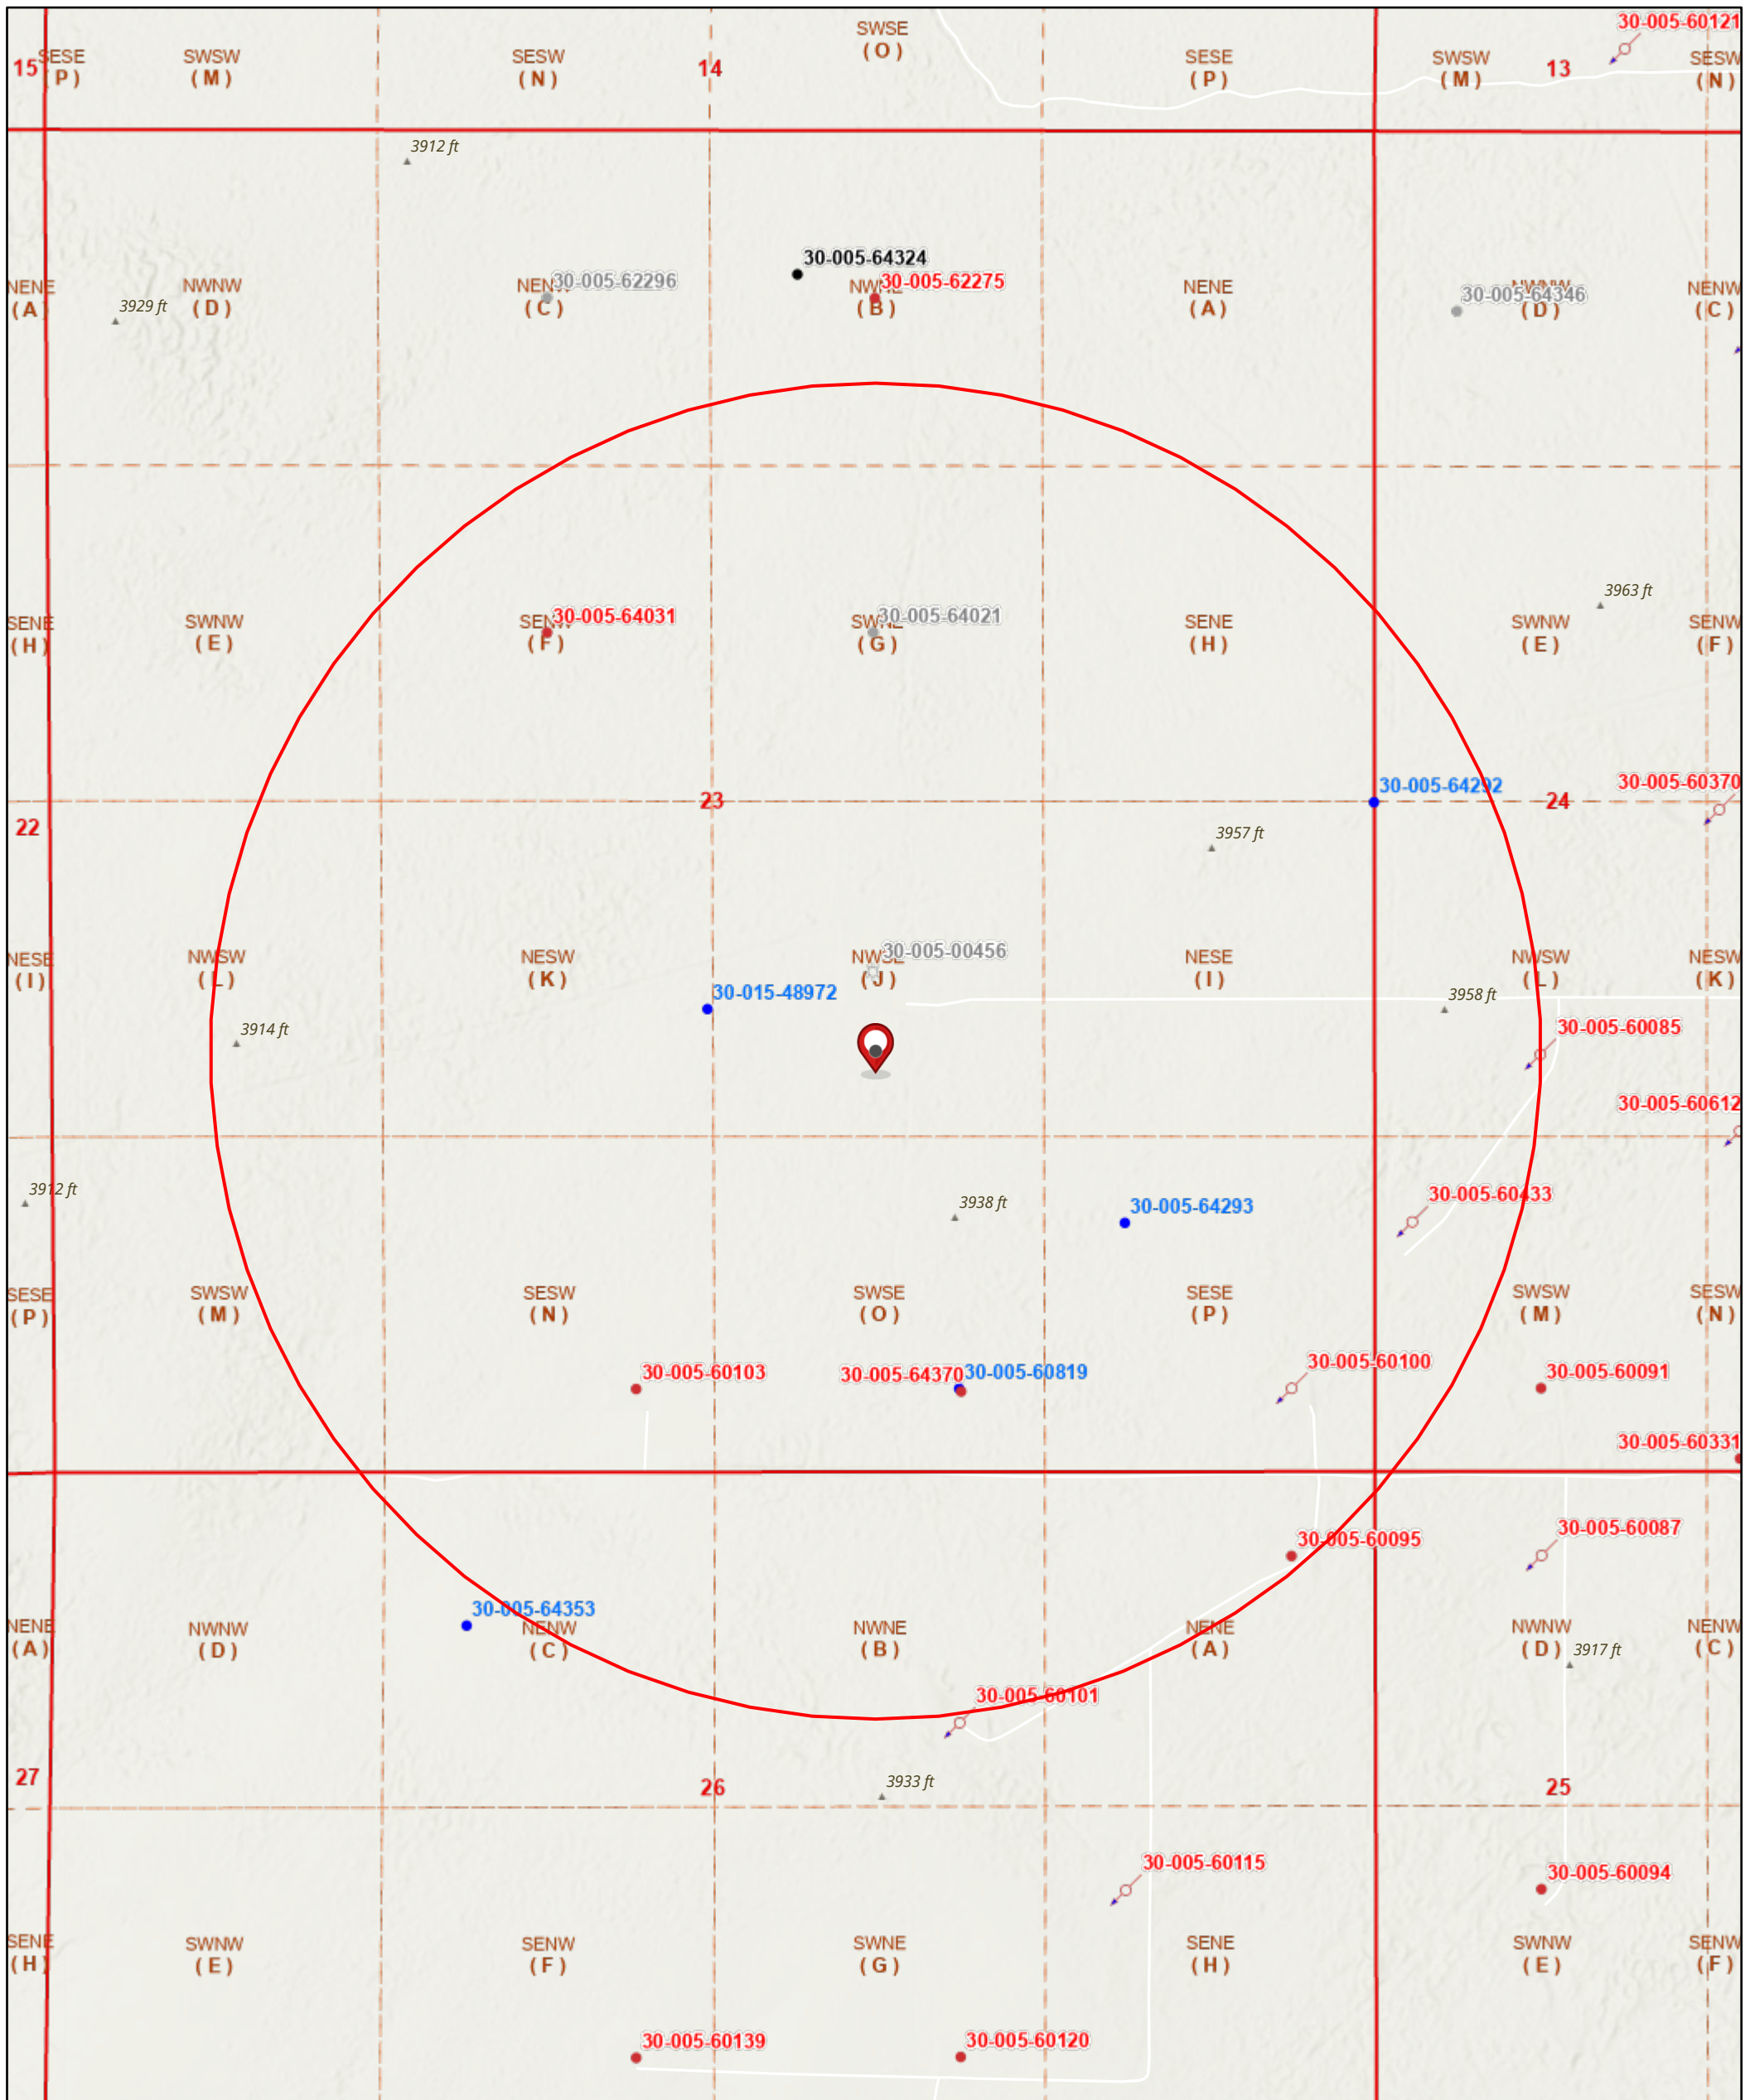 SWSE
(O)
30-005-60121
15
SESE
(P)
SWSW
(M)
SESW
(N)
14
SESE
(P)
SWSW
(M)
13
SESW
(N)
3912 ft
30-005-64324
NENE
(A)
3929 ft
NWNW
(D)
NENW
(C)
30-005-62296
NWNE
(B)
30-005-62275
NENE
(A)
30-005-64346
NWNW
(D)
NENW
(C)
3963 ft
SENE
(H)
SWNW
(E)
SENW
(F)
30-005-64031
SWNE
(G)
30-005-64021
SENE
(H)
SWNW
(E)
SENW
(F)
30-005-64292
30-005-60370
22
23
24
3957 ft
NESE
(I)
NWSW
(L)
NESW
(K)
NWSE
(J)
30-005-00456
NESE
(I)
NWSW
(L)
NESW
(K)
30-015-48972
3958 ft
3914 ft
30-005-60085
30-005-60612
3912 ft
3938 ft
30-005-64293
30-005-60433
SESE
(P)
SWSW
(M)
SESW
(N)
SWSE
(O)
SESE
(P)
SWSW
(M)
SESW
(N)
30-005-60103
30-005-64370
30-005-60819
30-005-60100
30-005-60091
30-005-60331
30-005-60095
30-005-60087
30-005-64353
NENE
(A)
NWNW
(D)
NENW
(C)
NWNE
(B)
NENE
(A)
NWNW
(D)
3917 ft
NENW
(C)
30-005-60101
27
26
3933 ft
25
30-005-60115
30-005-60094
SENE
(H)
SWNW
(E)
SENW
(F)
SWNE
(G)
SENE
(H)
SWNW
(E)
SENW
(F)
30-005-60139
30-005-60120